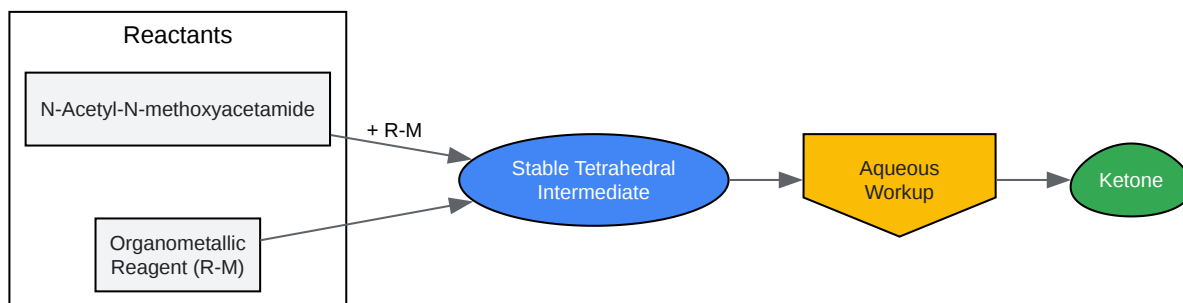 Reactants
N-Acetyl-N-methoxyacetamide
+ R-M
Organometallic
Reagent (R-M)
Stable Tetrahedral
Intermediate
Aqueous
Workup
Ketone